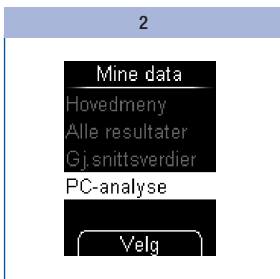 2
Mine data
Hovedmeny
Alle resultater
Gj.snittsverdier
PC-analyse
Velg